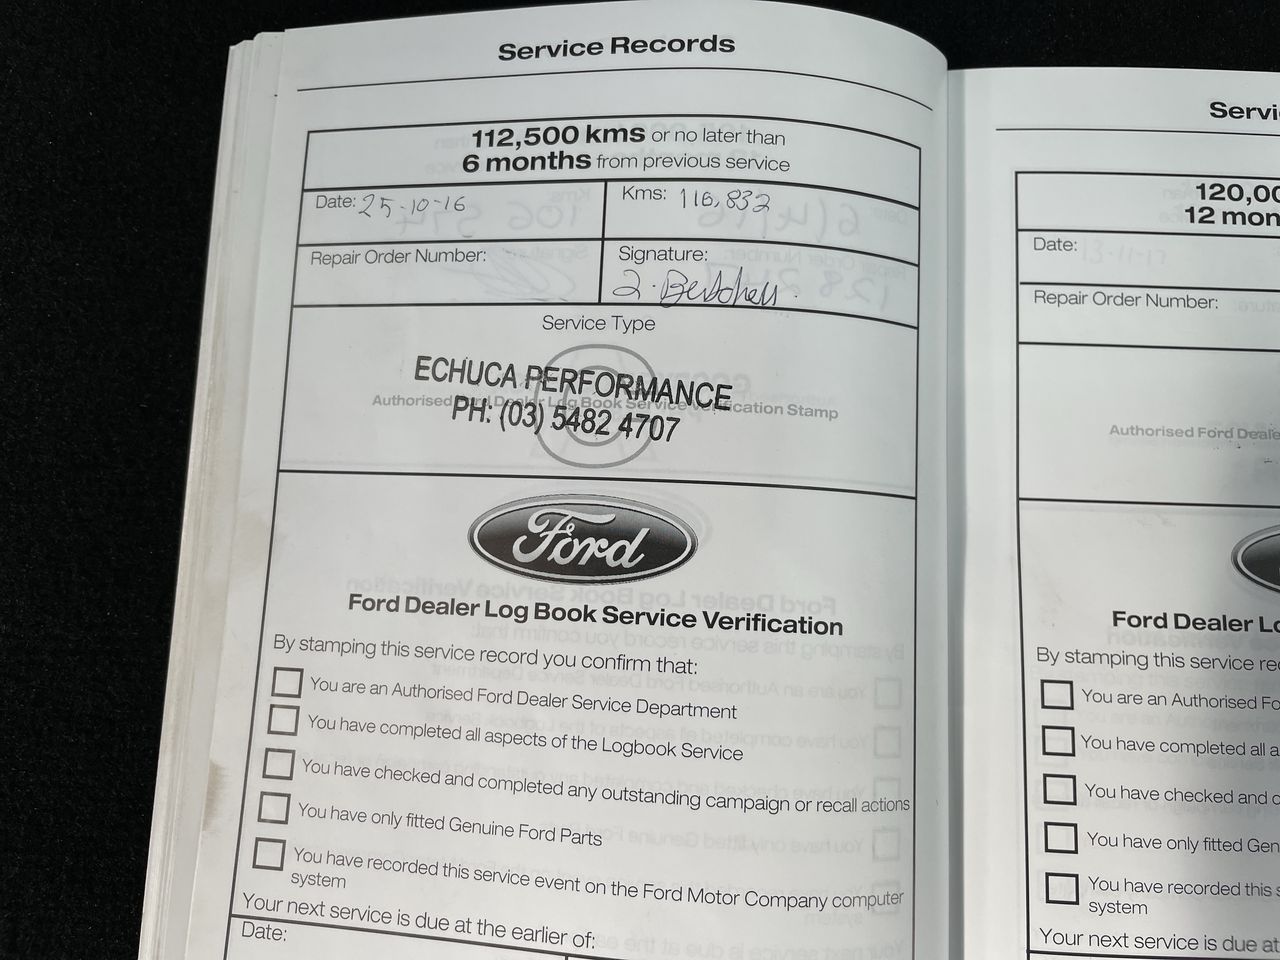 Service Records
112,500 kms or no later than
6 months from previous service
Date: 25-10-16
Kms: 116,832
Repair Order Number:
Signature:
Service Type
ECHUCA PERFORMANCE
Authorised Ford Dealer Log Book Service Verification Stamp
PH: (03) 5482 4707
Ford
Ford Dealer Log Book Service Verification
By stamping this service record you confirm that:
You are an Authorised Ford Dealer Service Department
You have completed all aspects of the Logbook Service
You have checked and completed any outstanding campaign or recall actions
You have only fitted Genuine Ford Parts
You have recorded this service event on the Ford Motor Company computer
system
Your next service is due at the earlier of:
Date:
Servi
120,00
12 mon
Date:
Repair Order Number:
Authorised Ford Deale
Ford Dealer Lo
By stamping this service rec
You are an Authorised Fo
You have completed all a
You have checked and c
You have only fitted Gen
You have recorded this s
system
Your next service is due at